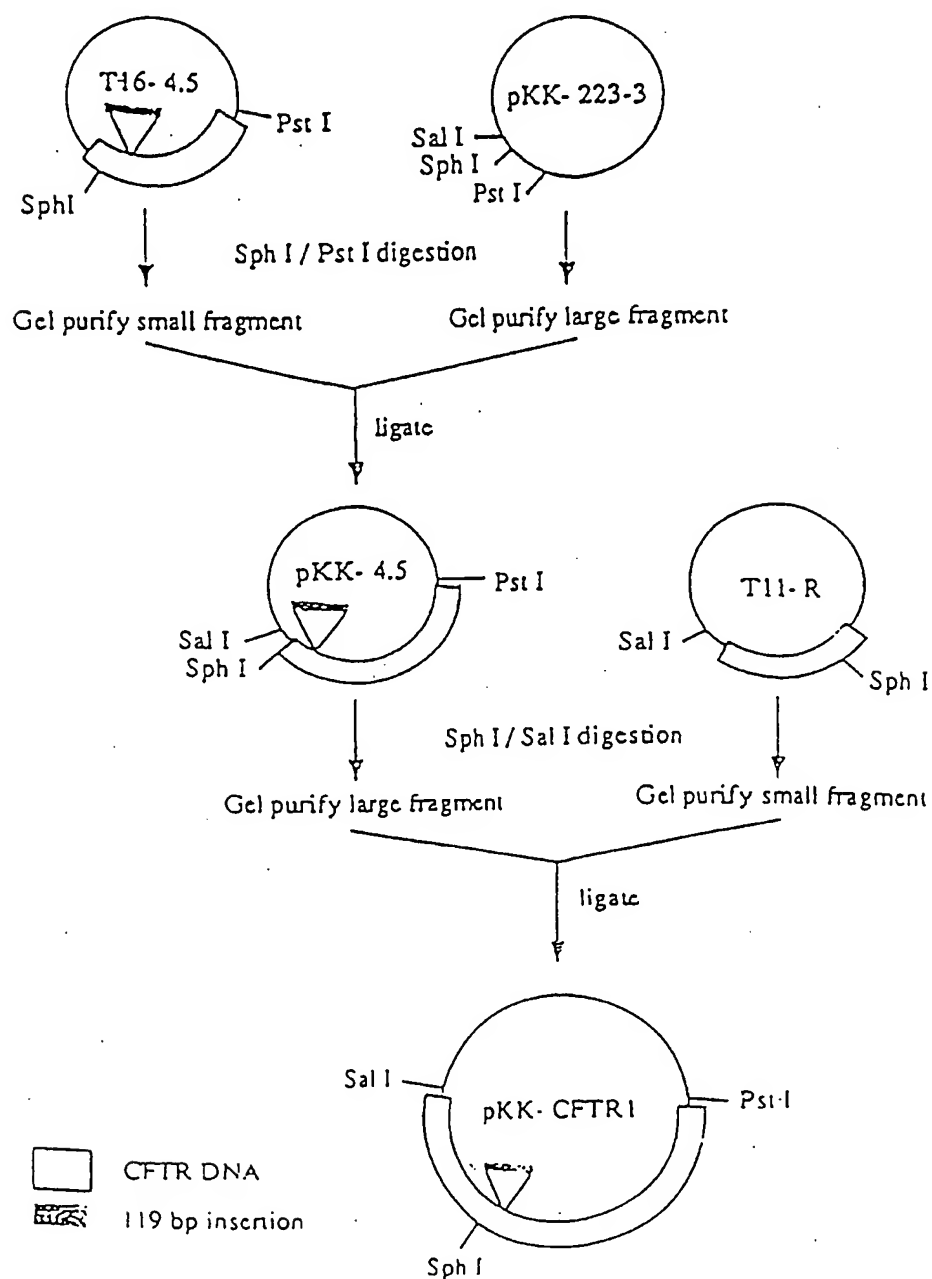 T16-4.5
pKK-223-3
Pst I
Sal I
Sph I
Pst I
SphI
Sph I / Pst I digestion
Gel purify small fragment
Gel purify large fragment
ligate
pKK-4.5
Pst I
T11-R
Sal I
Sph I
Sal I
Sph I
Sph I / Sal I digestion
Gel purify large fragment
Gel purify small fragment
ligate
Sal I
pKK-CFTR1
Pst I
CFTR DNA
119 bp insertion
Sph I